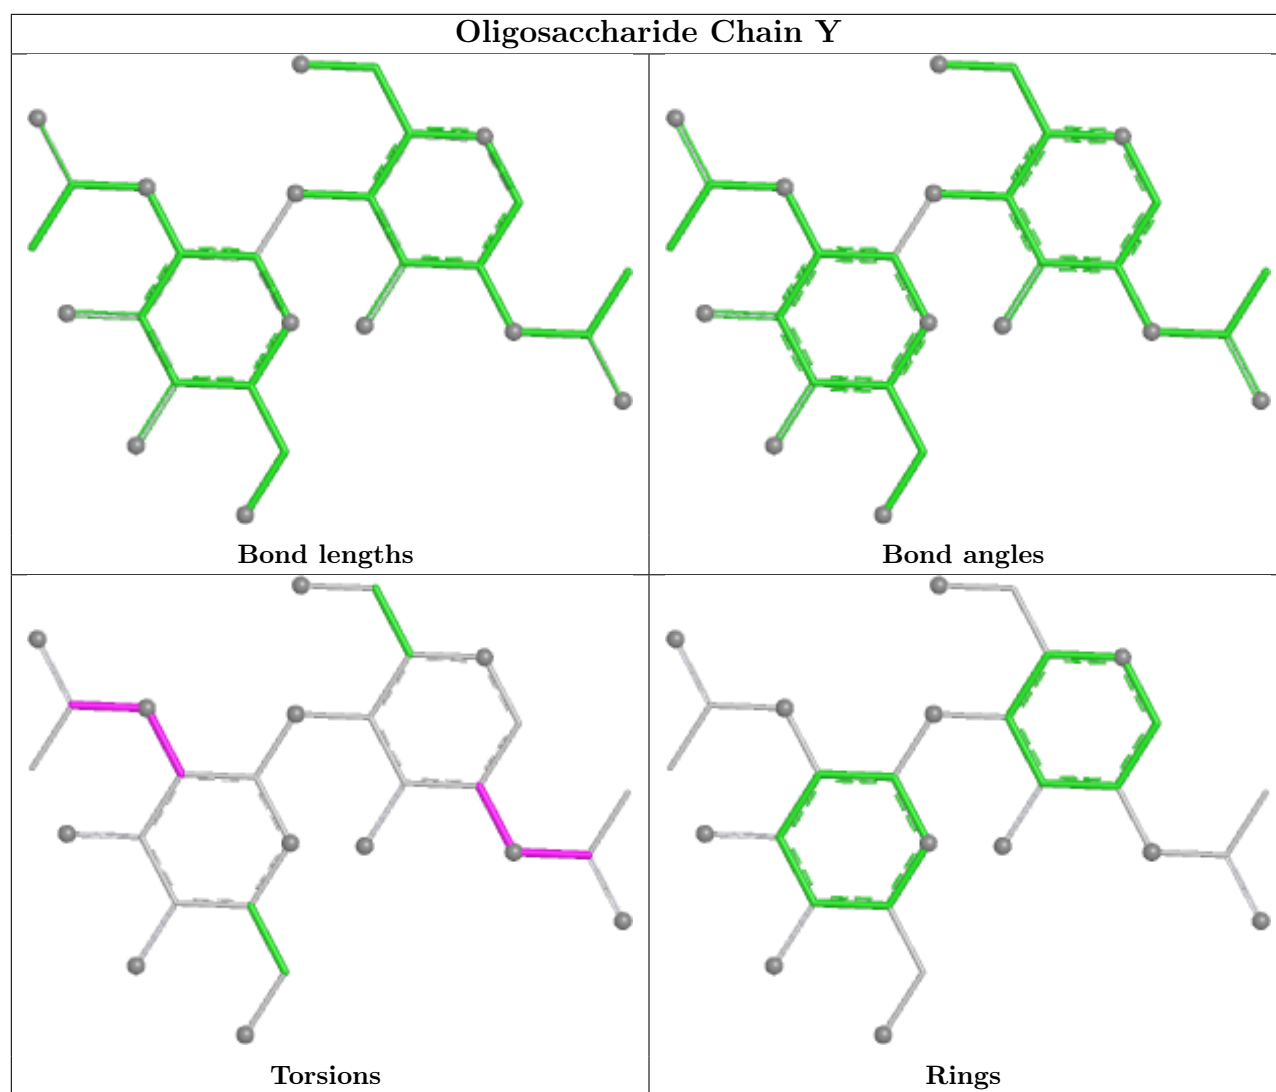 Oligosaccharide Chain Y
Bond lengths
Bond angles
Torsions
Rings